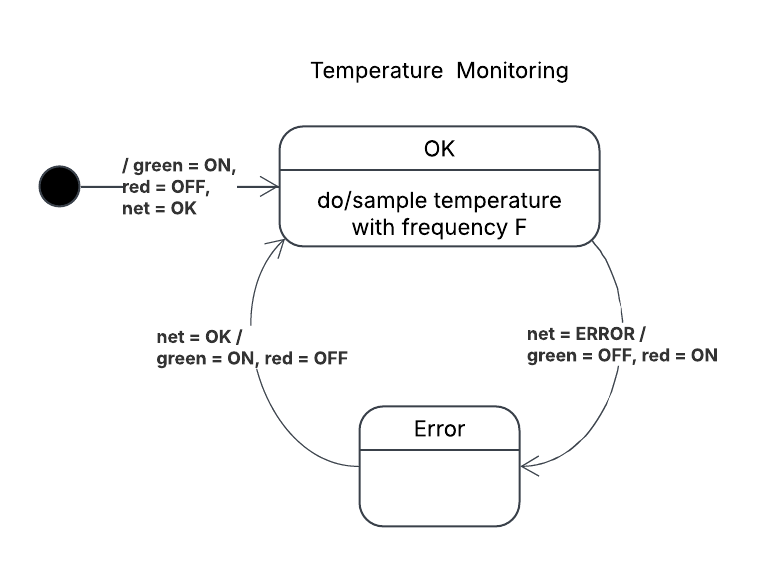 Temperature  Monitoring
OK
/ green = ON,
red = OFF,
net = OK
do/sample temperature
with frequency F
net = OK /
green = ON, red = OFF
net = ERROR /
green = OFF, red = ON
Error